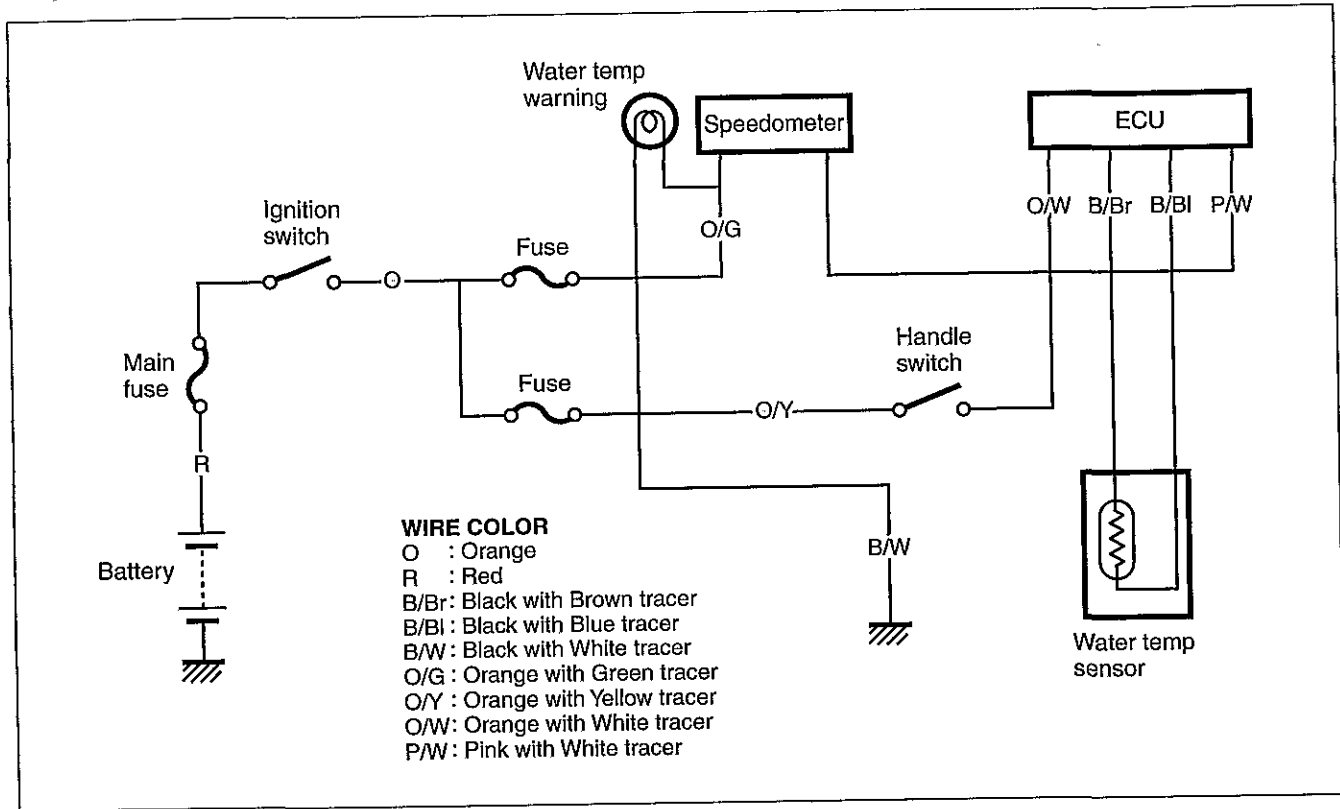 Water temp
warning
Speedometer
ECU
O/W B/Br B/Bl P/W
Ignition
switch
O/G
Fuse
O
Main
fuse
Handle
switch
Fuse
O/Y
R
Battery
B/W
WIRE COLOR
O : Orange
R : Red
B/Br : Black with Brown tracer
B/Bl : Black with Blue tracer
B/W : Black with White tracer
O/G : Orange with Green tracer
O/Y : Orange with Yellow tracer
O/W : Orange with White tracer
P/W : Pink with White tracer
Water temp
sensor